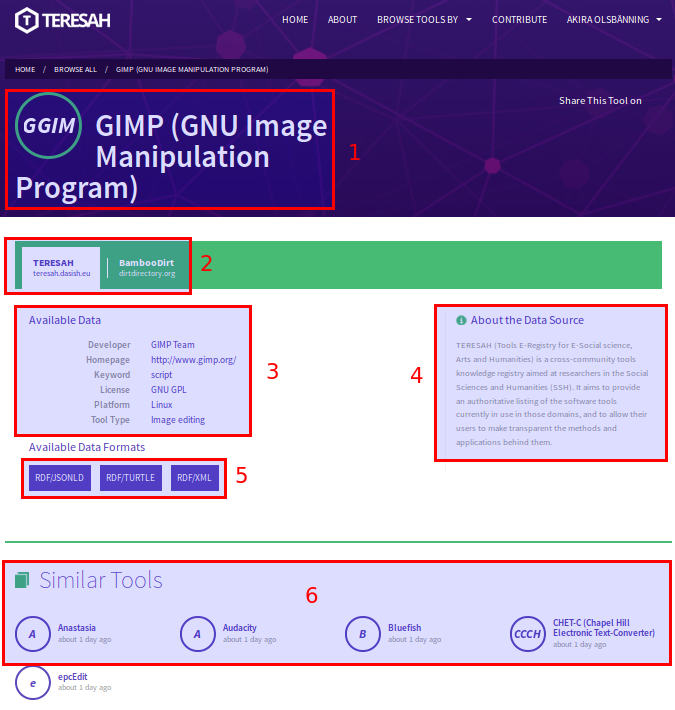 TERESAH
HOME ABOUT BROWSE TOOLS BY CONTRIBUTE AKIRA OLSBÄNNING
HOME / BROWSE ALL / GIMP (GNU IMAGE MANIPULATION PROGRAM)
Share This Tool on
GGIM
GIMP (GNU Image
Manipulation
Program)
1
TERESAH
teresah.dasish.eu
BambooDirt
dirtdirectory.org
2
Available Data
Developer GIMP Team
Homepage http://www.gimp.org/
Keyword script
License GNU GPL
Platform Linux
Tool Type Image editing
3
About the Data Source
TERESAH (Tools E-Registry for E-Social science,
Arts and Humanities) is a cross-community tools
knowledge registry aimed at researchers in the Social
Sciences and Humanities (SSH). It aims to provide
an authoritative listing of the software tools
currently in use in those domains, and to allow their
users to make transparent the methods and
applications behind them.
4
Available Data Formats
RDF/JSONLD RDF/TURTLE RDF/XML
5
Similar Tools
6
A
Anastasia
about 1 day ago
A
Audacity
about 1 day ago
B
Bluefish
about 1 day ago
CCCH
CHET-C (Chapel Hill
Electronic Text-Converter)
about 1 day ago
e
epcEdit
about 1 day ago